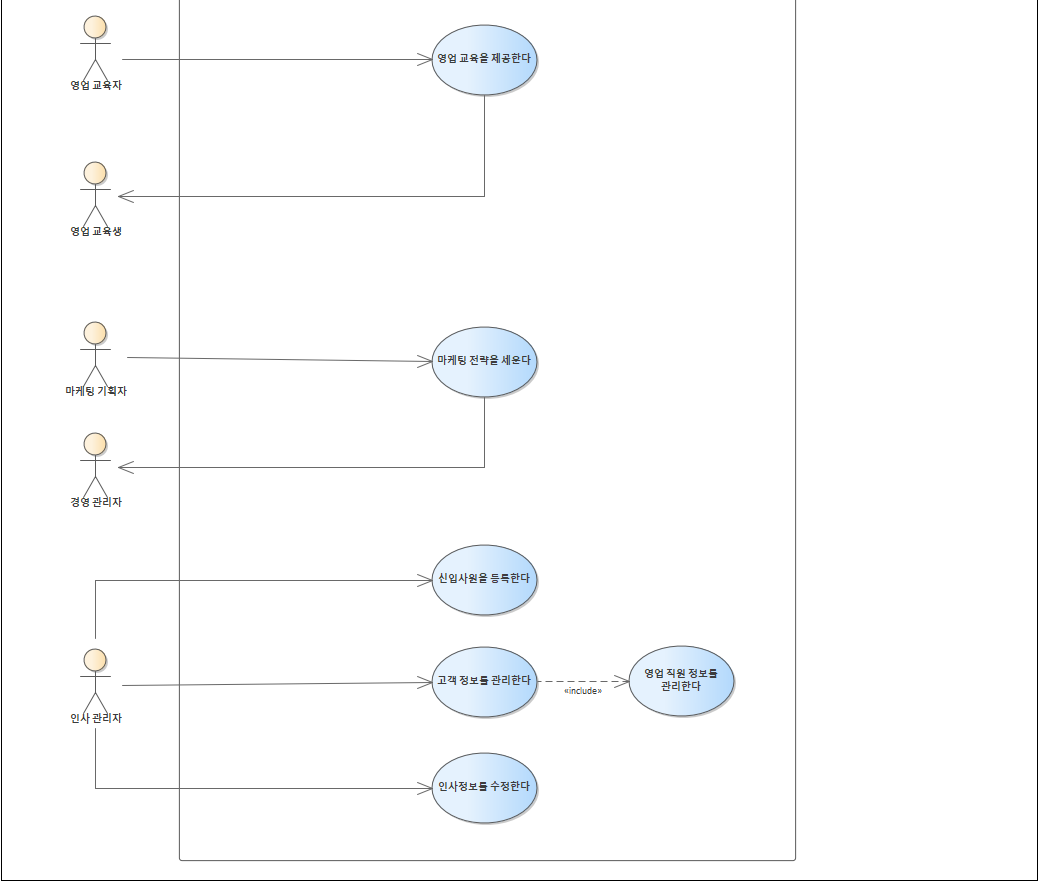 영업 교육자
영업 교육을 제공한다
영업 교육생
마케팅 기획자
마케팅 전략을 세운다
경영 관리자
신입사원을 등록한다
인사 관리자
고객 정보를 관리한다
«include»
영업 직원 정보를
관리한다
인사정보를 수정한다